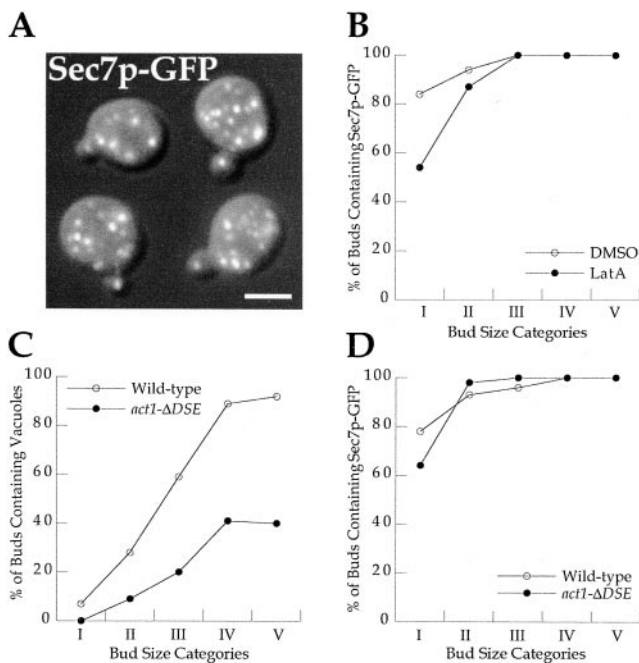 A
Sec7p-GFP
B
% of Buds Containing Sec7p-GFP
100
80
60
40
20
0
DMSO
LatA
I II III IV V
Bud Size Categories
C
% of Buds Containing Vacuoles
100
80
60
40
20
0
Wild-type
act1-ΔDSE
I II III IV V
Bud Size Categories
D
% of Buds Containing Sec7p-GFP
100
80
60
40
20
0
Wild-type
act1-ΔDSE
I II III IV V
Bud Size Categories